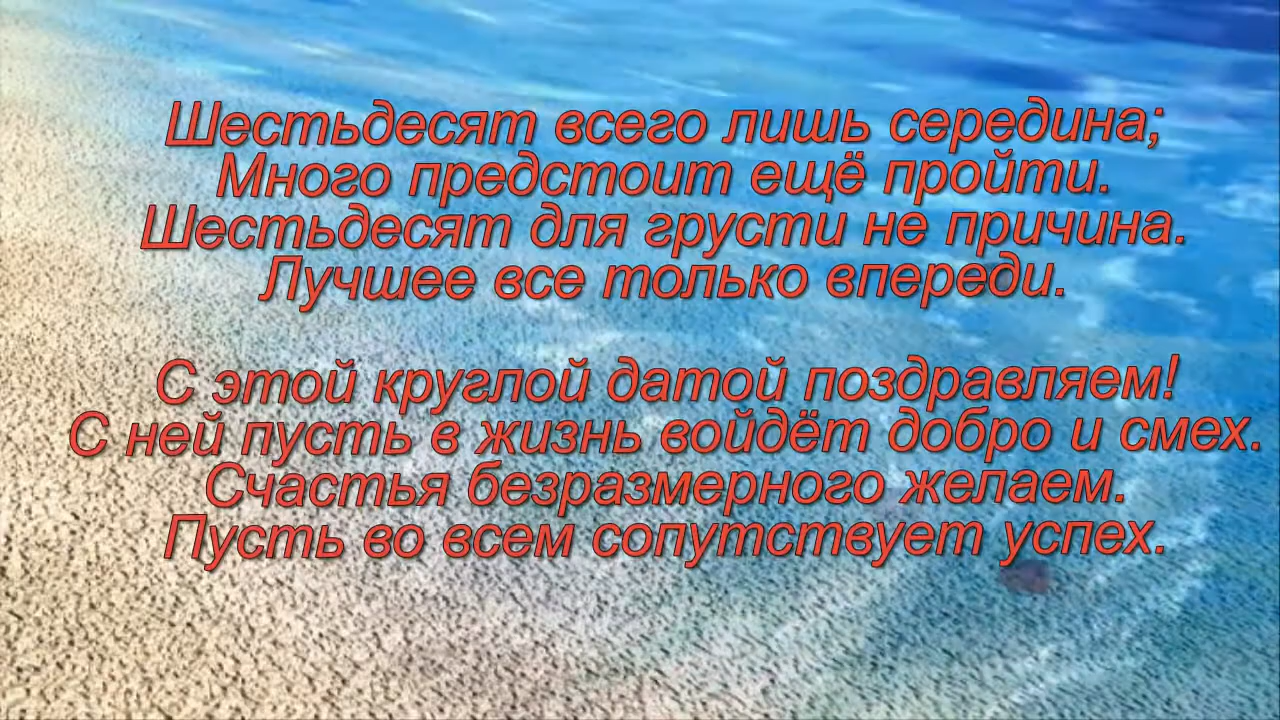 Шестьдесят всего лишь середина;
Много предстоит ещё пройти.
Шестьдесят для грусти не причина.
Лучшее все только впереди.
С этой круглой датой поздравляем!
С ней пусть в жизнь войдёт добро и смех.
Счастья безразмерного желаем.
Пусть во всем сопутствует успех.